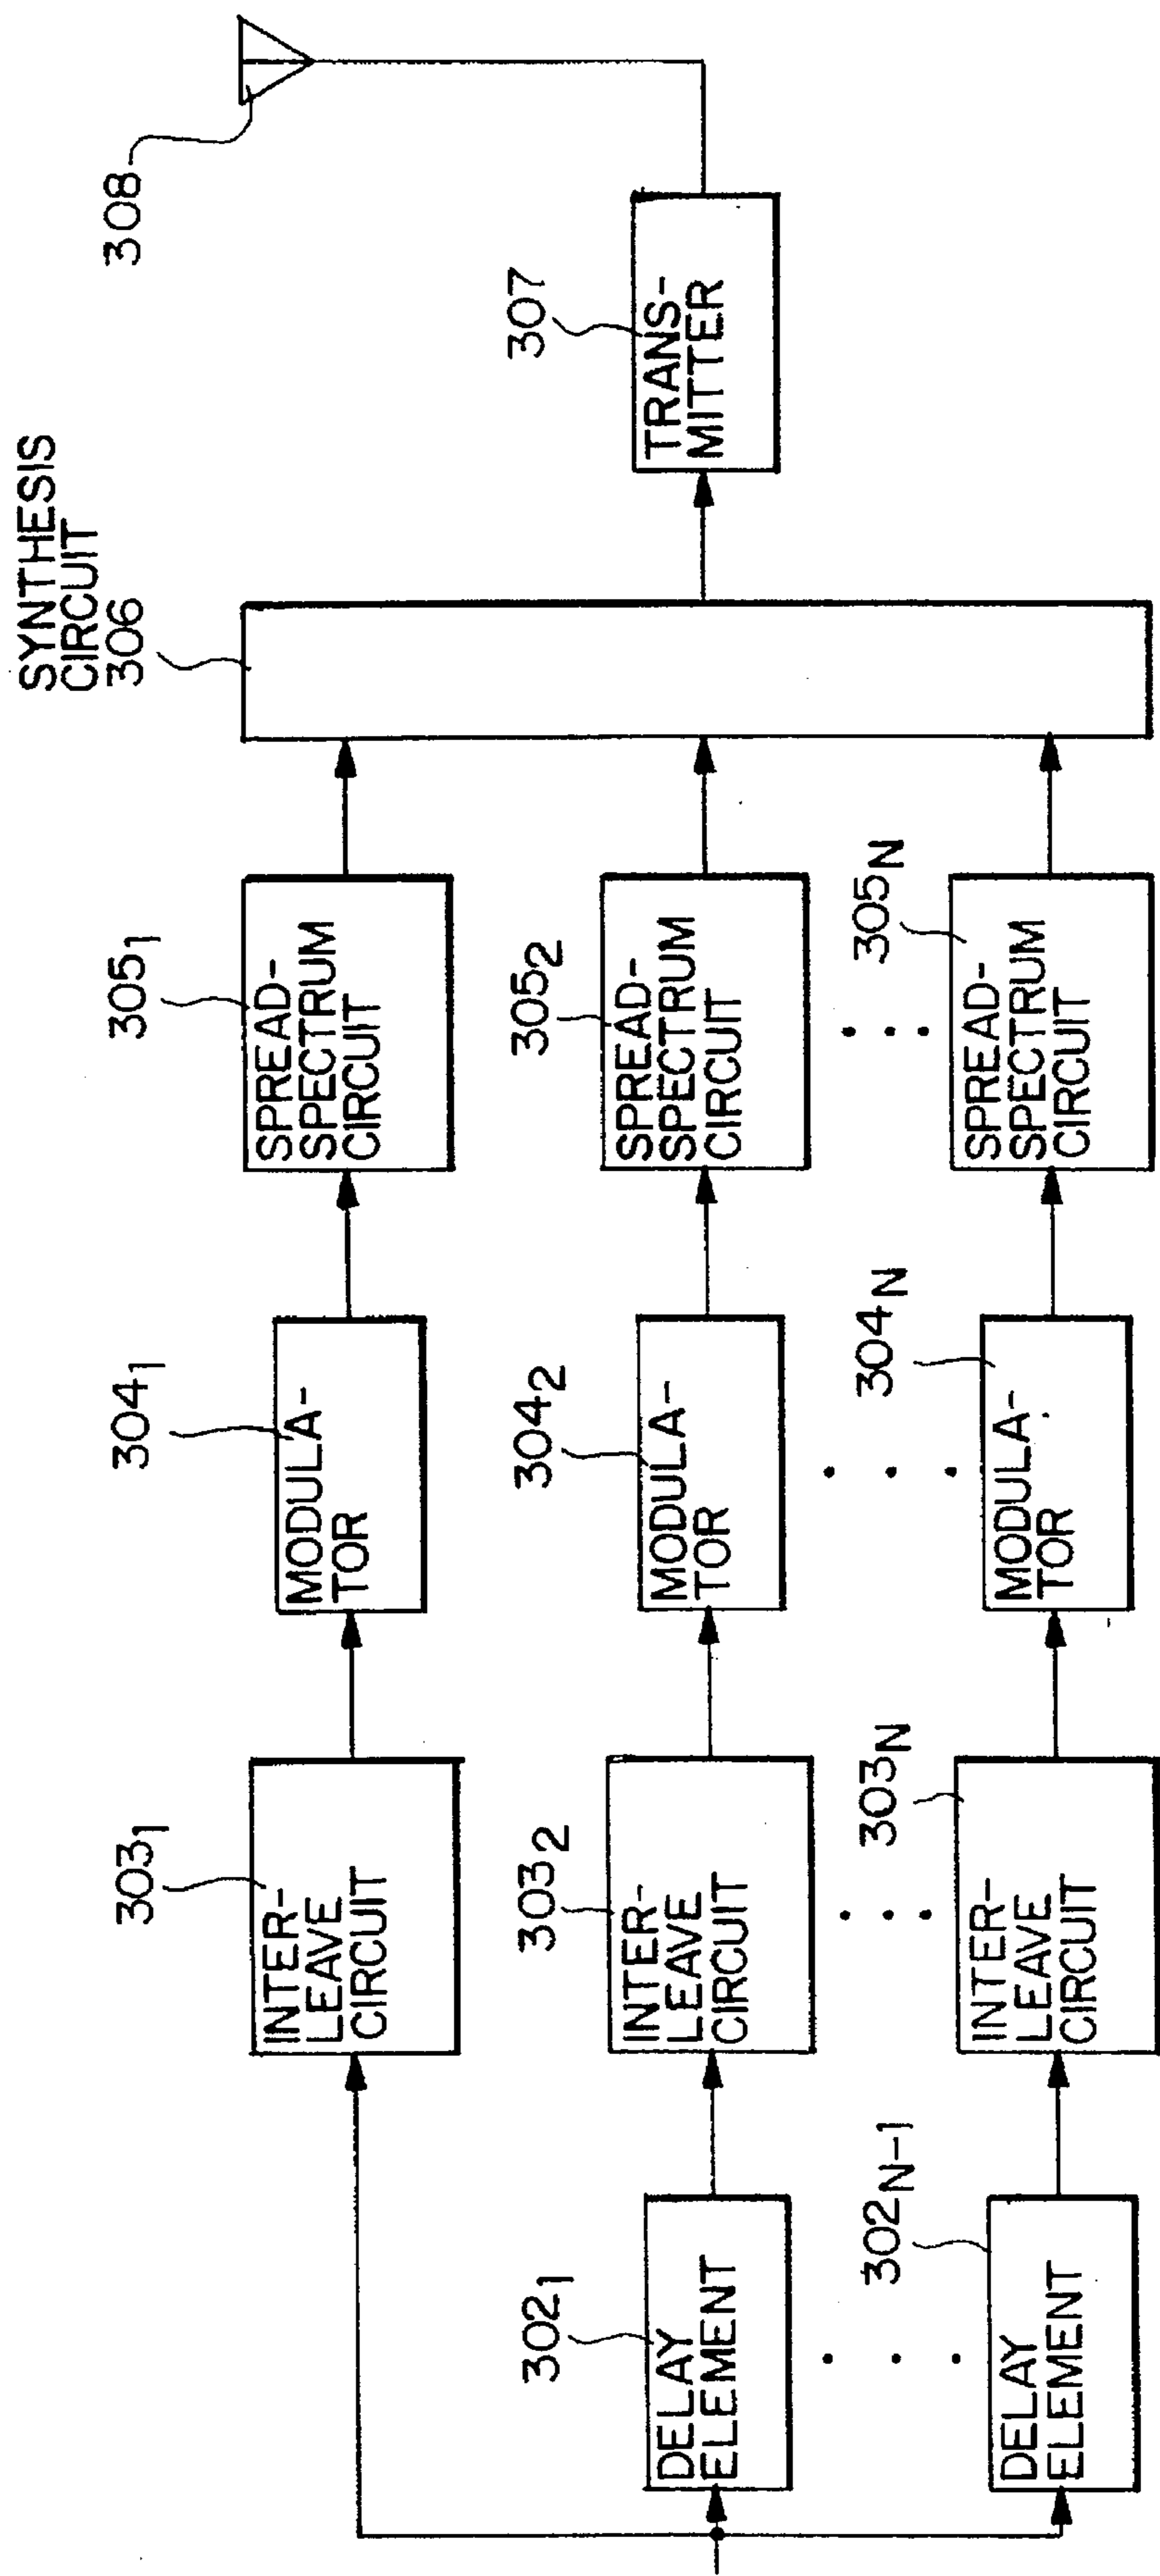 SYNTHESIS
CIRCUIT
306
308
307
TRANS-
MITTER
305₁
SPREAD-
SPECTRUM
CIRCUIT
305₂
SPREAD-
SPECTRUM
CIRCUIT
305N
SPREAD-
SPECTRUM
CIRCUIT
304₁
MODULA-
TOR
304₂
MODULA-
TOR
304N
MODULA-
TOR
303₁
INTER-
LEAVE
CIRCUIT
303₂
INTER-
LEAVE
CIRCUIT
303N
INTER-
LEAVE
CIRCUIT
302₁
DELAY
ELEMENT
302N-1
DELAY
ELEMENT